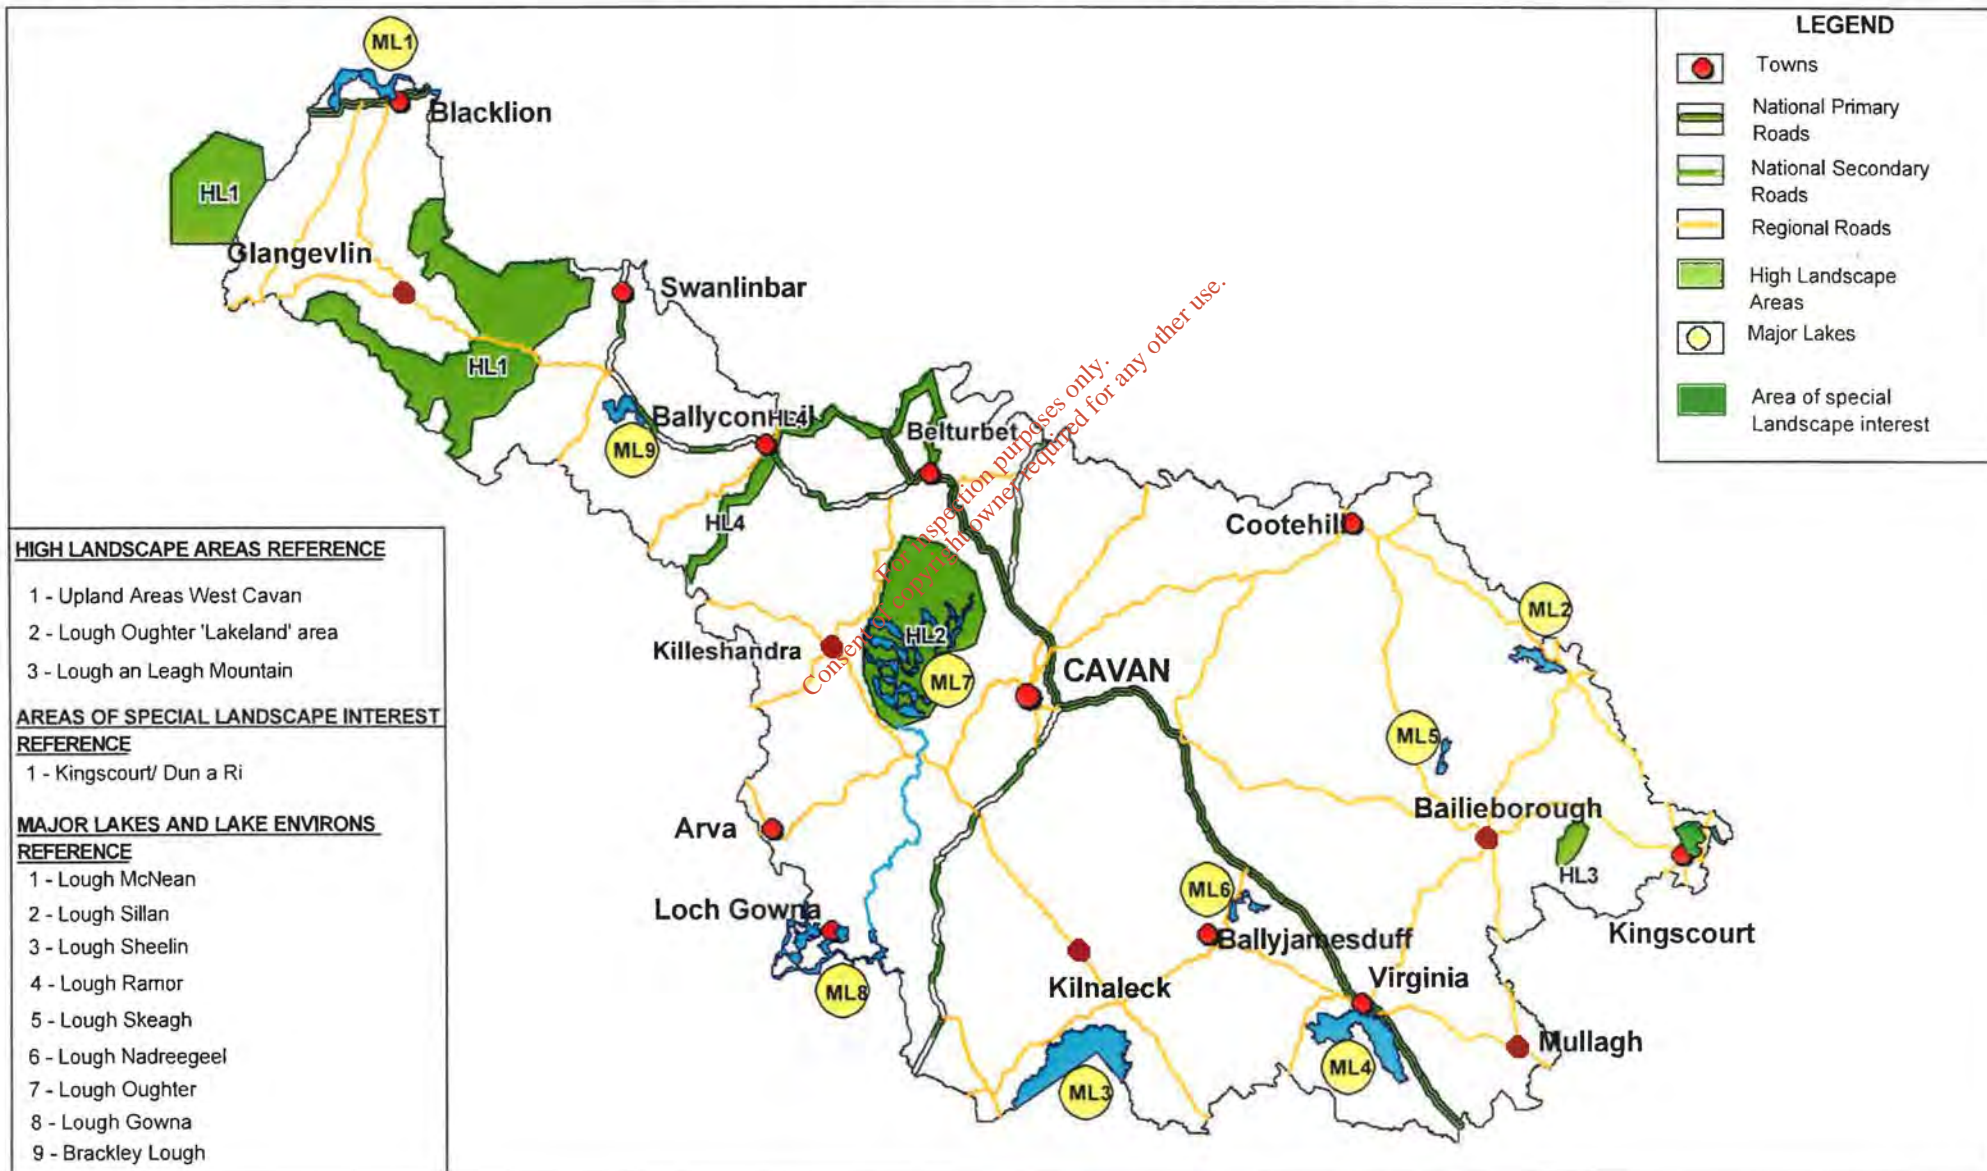 ML1
Blacklion
HL1
Glangevlin
Swanlinbar
HL1
ML9
HL4
Belturbet
HL4
Cootehill
ML2
HL2
Killeshandra
ML7
CAVAN
ML5
Bailieborough
Arva
HL3
ML6
Loch Gowna
Ballyjamesduff
Kingscourt
Virginia
Kilnaleck
ML8
Mullagh
ML4
ML3
For inspection purposes only.
Consent of copyright owner required for any other use.
LEGEND
Towns
National Primary
Roads
National Secondary
Roads
Regional Roads
High Landscape
Areas
Major Lakes
Area of special
Landscape interest
HIGH LANDSCAPE AREAS REFERENCE
1 - Upland Areas West Cavan
2 - Lough Oughter 'Lakeland' area
3 - Lough an Leagh Mountain
AREAS OF SPECIAL LANDSCAPE INTEREST
REFERENCE
1 - Kingscourt/ Dun a Ri
MAJOR LAKES AND LAKE ENVIRONS
REFERENCE
1 - Lough McNean
2 - Lough Sillan
3 - Lough Sheelin
4 - Lough Ramor
5 - Lough Skeagh
6 - Lough Nadreegeel
7 - Lough Oughter
8 - Lough Gowna
9 - Brackley Lough